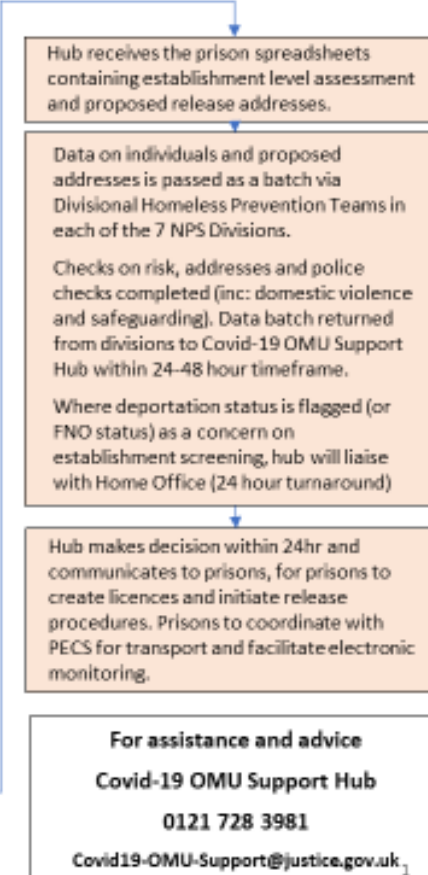 Hub receives the prison spreadsheets
containing establishment level assessment
and proposed release addresses.
Data on individuals and proposed
addresses is passed as a batch via
Divisional Homeless Prevention Teams in
each of the 7 NPS Divisions.
Checks on risk, addresses and police
checks completed (inc: domestic violence
and safeguarding). Data batch returned
from divisions to Covid-19 OMU Support
Hub within 24-48 hour timeframe.
Where deportation status is flagged (or
FNO status) as a concern on
establishment screening, hub will liaise
with Home Office (24 hour turnaround)
Hub makes decision within 24hr and
communicates to prisons, for prisons to
create licences and initiate release
procedures. Prisons to coordinate with
PECS for transport and facilitate electronic
monitoring.
For assistance and advice
Covid-19 OMU Support Hub
0121 728 3981
Covid19-OMU-Support@justice.gov.uk
1